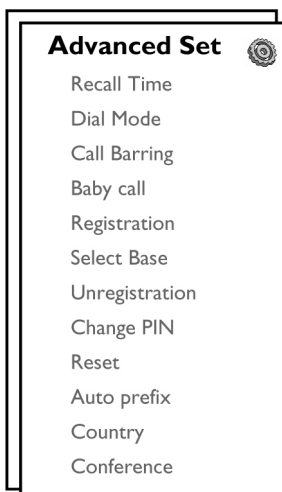 Advanced Set
Recall Time
Dial Mode
Call Barring
Baby call
Registration
Select Base
Unregistration
Change PIN
Reset
Auto prefix
Country
Conference